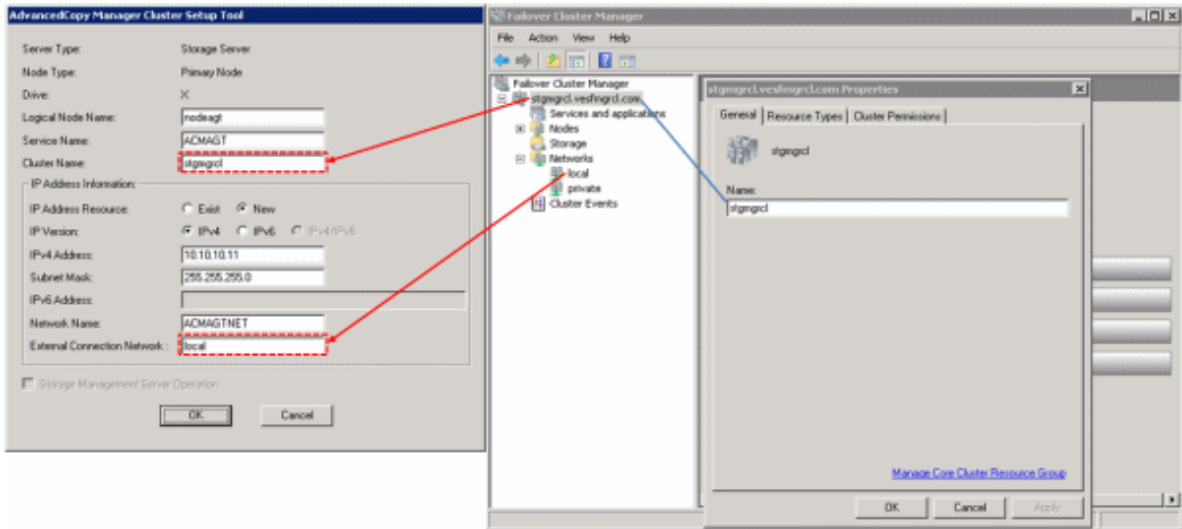 AdvancedCopy Manager Cluster Setup Tool
Server Type: Storage Server
Node Type: Primary Node
Drive: X
Logical Node Name: nodeagt
Service Name: ACMAGT
Cluster Name: stgmgrcl
IP Address Information:
IP Address Resource: Exist New
IP Version: IPv4 IPv6 IPv4/IPv6
IPv4 Address: 10.10.10.11
Subnet Mask: 255.255.255.0
IPv6 Address:
Network Name: ACMAGTNET
External Connection Network : local
Storage Management Server Operation
OK Cancel
Failover Cluster Manager
File Action View Help
Failover Cluster Manager
stgmgrcl.vesfmgrcl.com
Services and applications
Nodes
Storage
Networks
local
private
Cluster Events
stgmgrcl.vesfmgrcl.com Properties
General Resource Types Cluster Permissions
stgmgrcl
Name:
stgmgrcl
Manage Core Cluster Resource Group
OK Cancel Apply